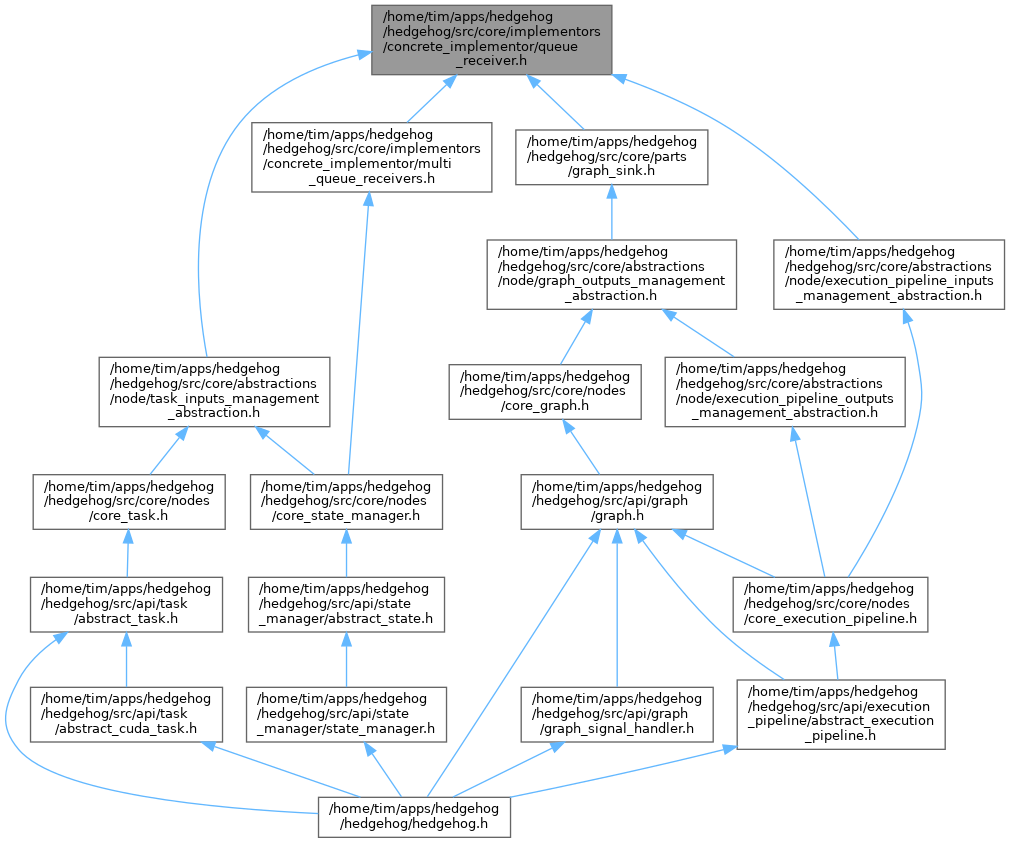 /home/tim/apps/hedgehog
/hedgehog/src/core/implementors
/concrete_implementor/queue
_receiver.h
/home/tim/apps/hedgehog
/hedgehog/src/core/implementors
/concrete_implementor/multi
_queue_receivers.h
/home/tim/apps/hedgehog
/hedgehog/src/core/parts
/graph_sink.h
/home/tim/apps/hedgehog
/hedgehog/src/core/abstractions
/node/graph_outputs_management
_abstraction.h
/home/tim/apps/hedgehog
/hedgehog/src/core/abstractions
/node/execution_pipeline_inputs
_management_abstraction.h
/home/tim/apps/hedgehog
/hedgehog/src/core/abstractions
/node/task_inputs_management
_abstraction.h
/home/tim/apps/hedgehog
/hedgehog/src/core/nodes
/core_graph.h
/home/tim/apps/hedgehog
/hedgehog/src/core/abstractions
/node/execution_pipeline_outputs
_management_abstraction.h
/home/tim/apps/hedgehog
/hedgehog/src/core/nodes
/core_task.h
/home/tim/apps/hedgehog
/hedgehog/src/core/nodes
/core_state_manager.h
/home/tim/apps/hedgehog
/hedgehog/src/api/graph
/graph.h
/home/tim/apps/hedgehog
/hedgehog/src/api/task
/abstract_task.h
/home/tim/apps/hedgehog
/hedgehog/src/api/state
_manager/abstract_state.h
/home/tim/apps/hedgehog
/hedgehog/src/core/nodes
/core_execution_pipeline.h
/home/tim/apps/hedgehog
/hedgehog/src/api/task
/abstract_cuda_task.h
/home/tim/apps/hedgehog
/hedgehog/src/api/state
_manager/state_manager.h
/home/tim/apps/hedgehog
/hedgehog/src/api/graph
/graph_signal_handler.h
/home/tim/apps/hedgehog
/hedgehog/src/api/execution
_pipeline/abstract_execution
_pipeline.h
/home/tim/apps/hedgehog
/hedgehog/hedgehog.h